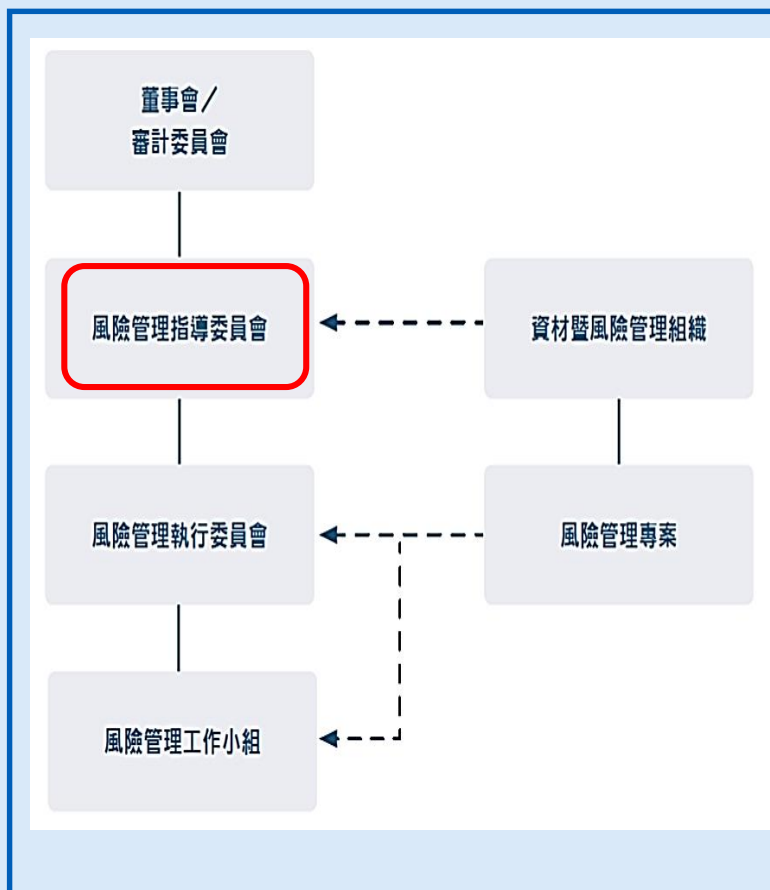 董事會/
審計委員會
風險管理指導委員會
資材暨風險管理組織
風險管理執行委員會
風險管理專案
風險管理工作小組